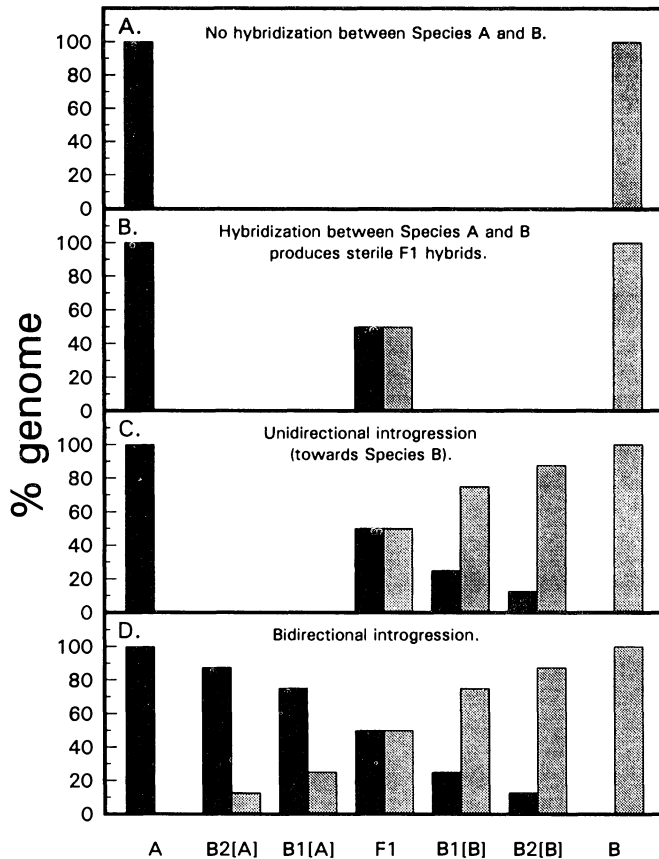 A.
No hybridization between Species A and B.
100
80
60
40
20
0
B.
Hybridization between Species A and B
produces sterile F1 hybrids.
100
80
60
40
20
0
% genome
C.
Unidirectional introgression
(towards Species B).
100
80
60
40
20
0
D.
Bidirectional introgression.
100
80
60
40
20
0
A B2[A] B1[A] F1 B1[B] B2[B] B